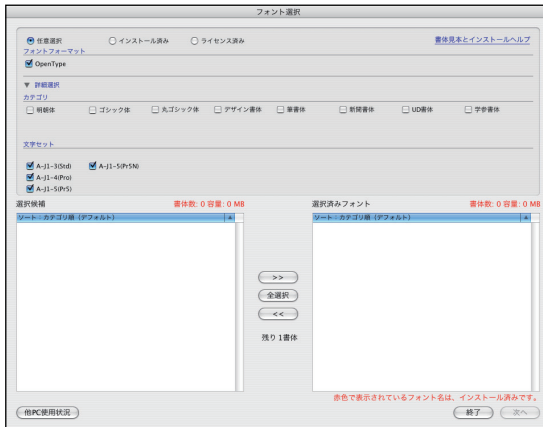 フォント選択
任意選択 インストール済み ライセンス済み 書体見本とインストールヘルプ
フォントフォーマット
OpenType
▼ 詳細選択
カテゴリ
明朝体 ゴシック体 丸ゴシック体 デザイン書体 筆書体 新聞書体 UD書体 学参書体
文字セット
A-J1-3(Std) A-J1-5(Pr5N)
A-J1-4(Pro)
A-J1-5(Pr5)
選択候補 書体数: 0 容量: 0 MB 選択済みフォント 書体数: 0 容量: 0 MB
ソート：カテゴリ順（デフォルト） ソート：カテゴリ順（デフォルト）
>>
全選択
<<
残り 1書体
赤色で表示されているフォント名は、インストール済みです。
他PC使用状況 終了 次へ